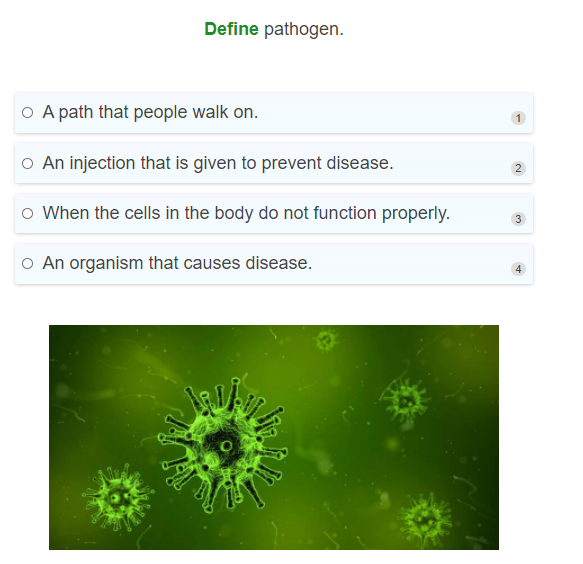 Define pathogen.
A path that people walk on.
1
An injection that is given to prevent disease.
2
When the cells in the body do not function properly.
3
An organism that causes disease.
4